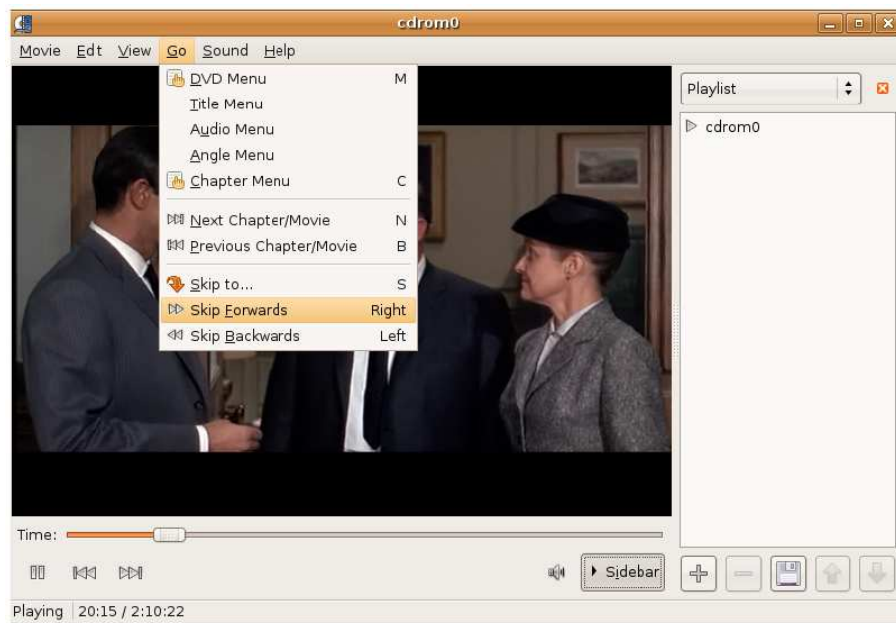 cdrom0
Movie Edt View Go Sound Help
DVD Menu M
Title Menu
Audio Menu
Angle Menu
Chapter Menu C
Next Chapter/Movie N
Previous Chapter/Movie B
Skip to... S
Skip Forwards Right
Skip Backwards Left
Playlist
cdrom0
Time:
Sidebar
Playing 20:15 / 2:10:22